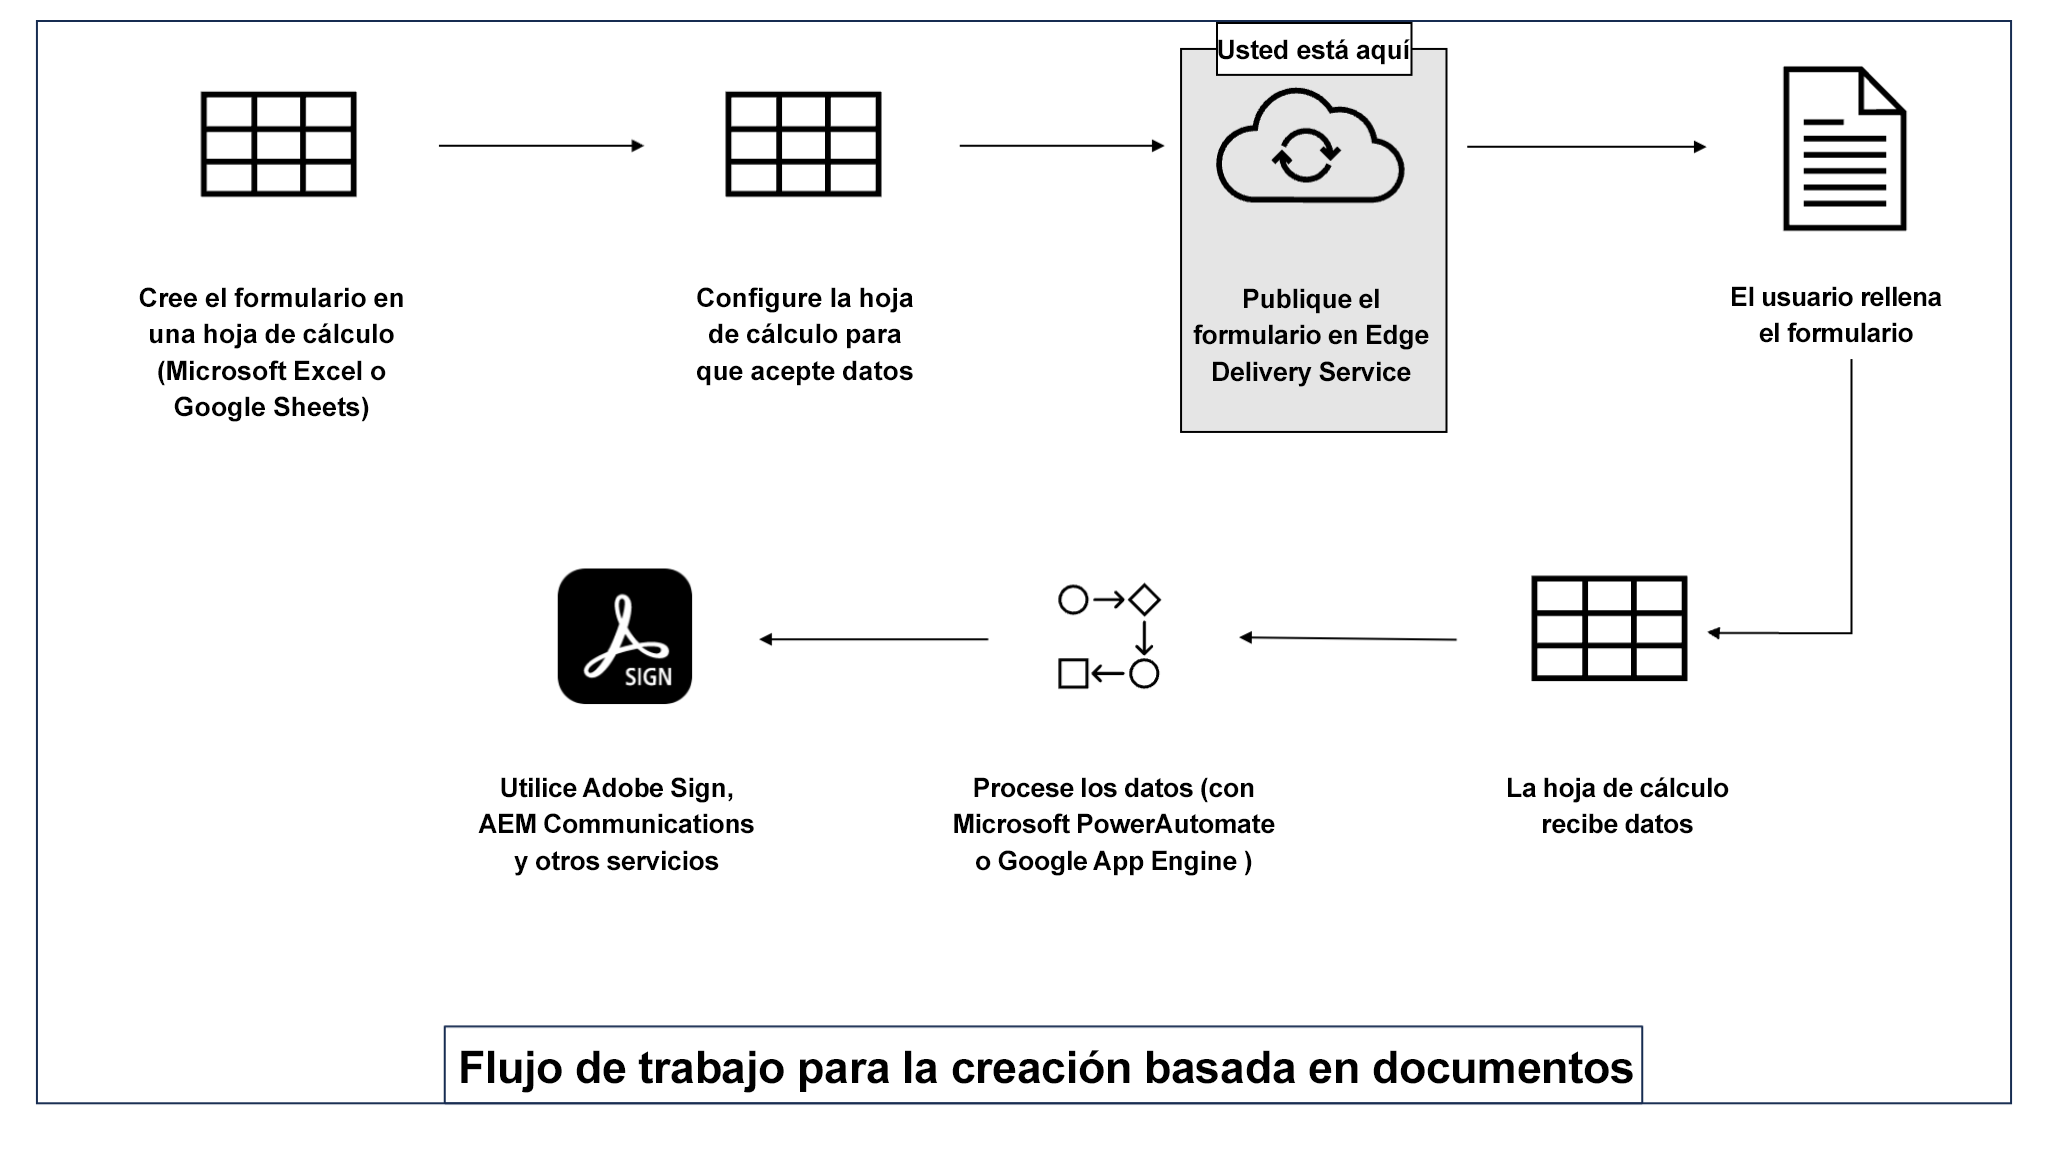 Usted está aquí
Cree el formulario en
una hoja de cálculo
(Microsoft Excel o
Google Sheets)
Configure la hoja
de cálculo para
que acepte datos
Publique el
formulario en Edge
Delivery Service
El usuario rellena
el formulario
SIGN
Utilice Adobe Sign,
AEM Communications
y otros servicios
Procese los datos (con
Microsoft PowerAutomate
o Google App Engine )
La hoja de cálculo
recibe datos
Flujo de trabajo para la creación basada en documentos